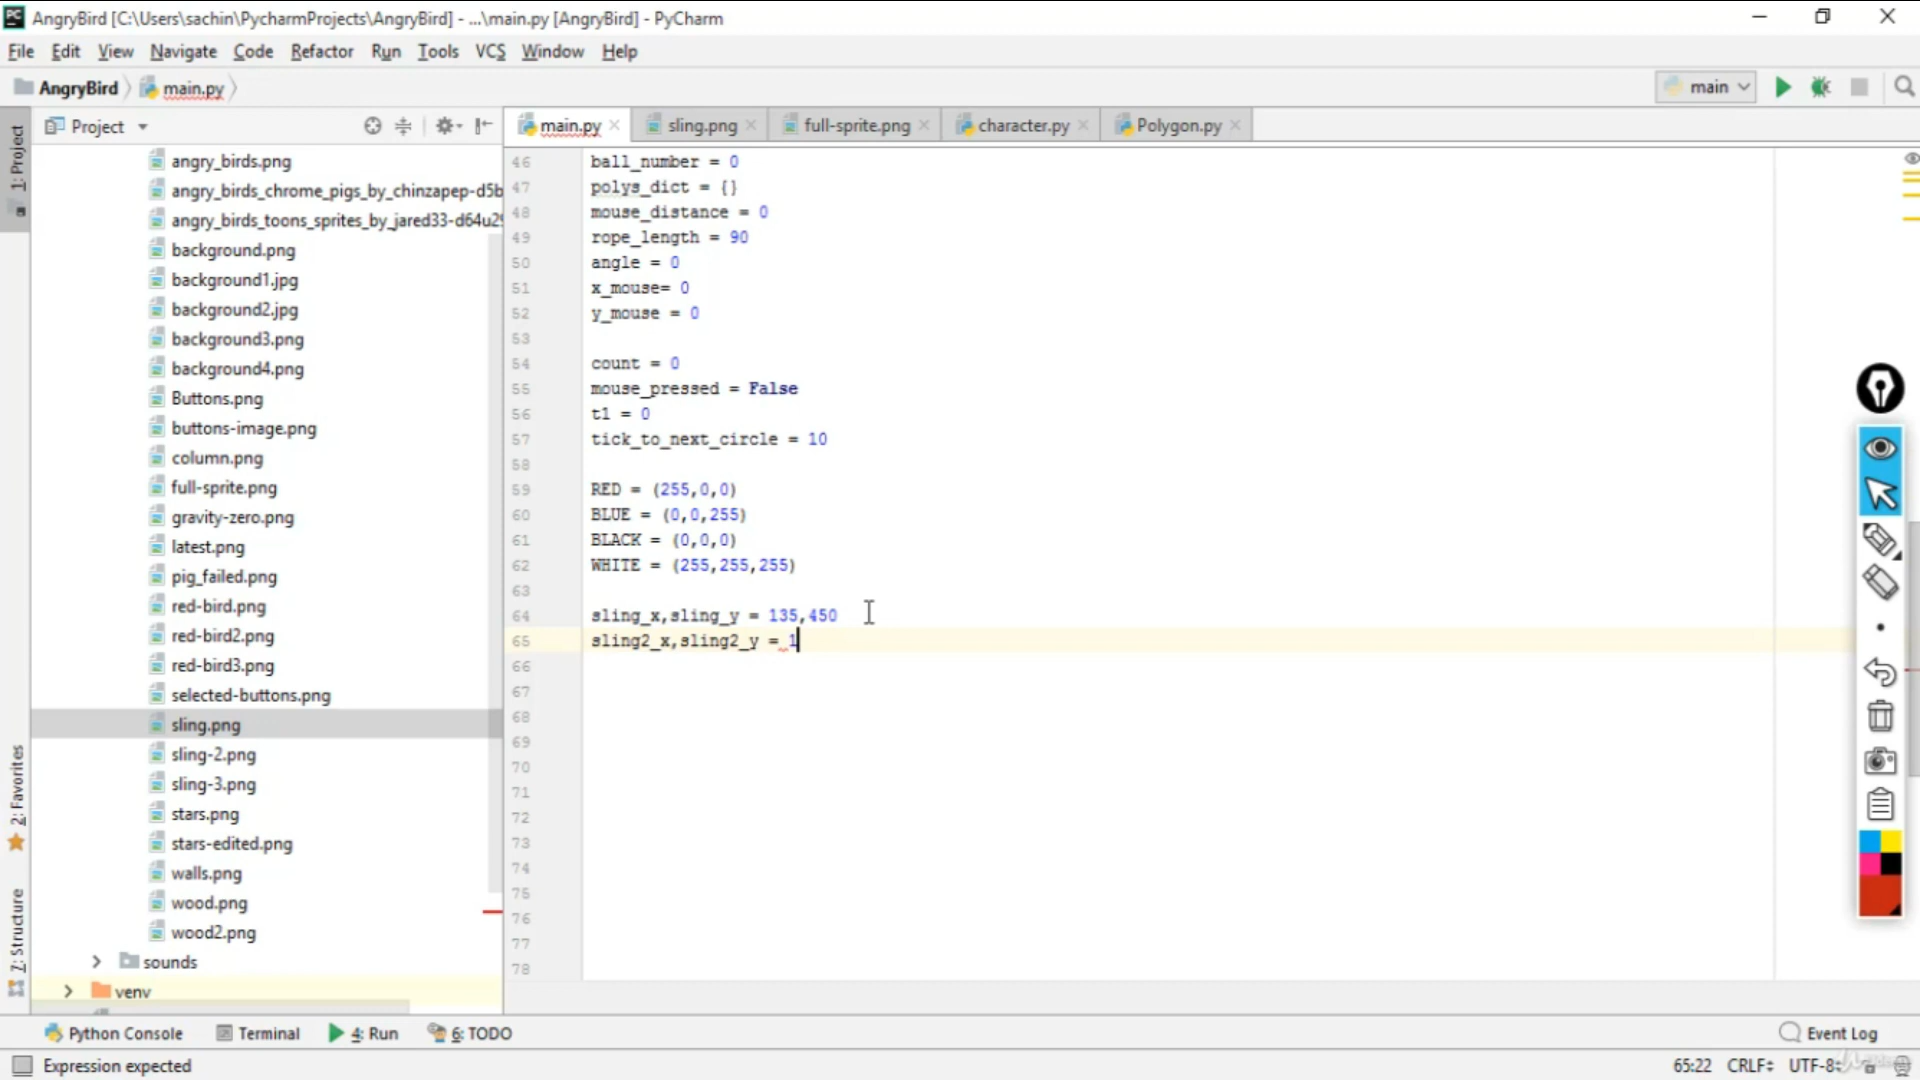 AngryBird [C:\Users\sachin\PycharmProjects\AngryBird] - ...\main.py [AngryBird] - PyCharm
File Edit View Navigate Code Refactor Run Tools VCS Window Help
AngryBird main.py main
1: Project
2: Favorites
7: Structure
Project
angry_birds.png
angry_birds_chrome_pigs_by_chinzapep-d5b
angry_birds_toons_sprites_by_jared33-d64u2
background.png
background1.jpg
background2.jpg
background3.png
background4.png
Buttons.png
buttons-image.png
column.png
full-sprite.png
gravity-zero.png
latest.png
pig_failed.png
red-bird.png
red-bird2.png
red-bird3.png
selected-buttons.png
sling.png
sling-2.png
sling-3.png
stars.png
stars-edited.png
walls.png
wood.png
wood2.png
sounds
venv
main.py sling.png full-sprite.png character.py Polygon.py
46 ball_number = 0
47 polys_dict = {}
48 mouse_distance = 0
49 rope_length = 90
50 angle = 0
51 x_mouse= 0
52 y_mouse = 0
53
54 count = 0
55 mouse_pressed = False
56 t1 = 0
57 tick_to_next_circle = 10
58
59 RED = (255,0,0)
60 BLUE = (0,0,255)
61 BLACK = (0,0,0)
62 WHITE = (255,255,255)
63
64 sling_x,sling_y = 135,450
65 sling2_x,sling2_y = 1
66
67
68
69
70
71
72
73
74
75
76
77
78
Python Console Terminal 4: Run 6: TODO Event Log
Expression expected 65:22 CRLF UTF-8